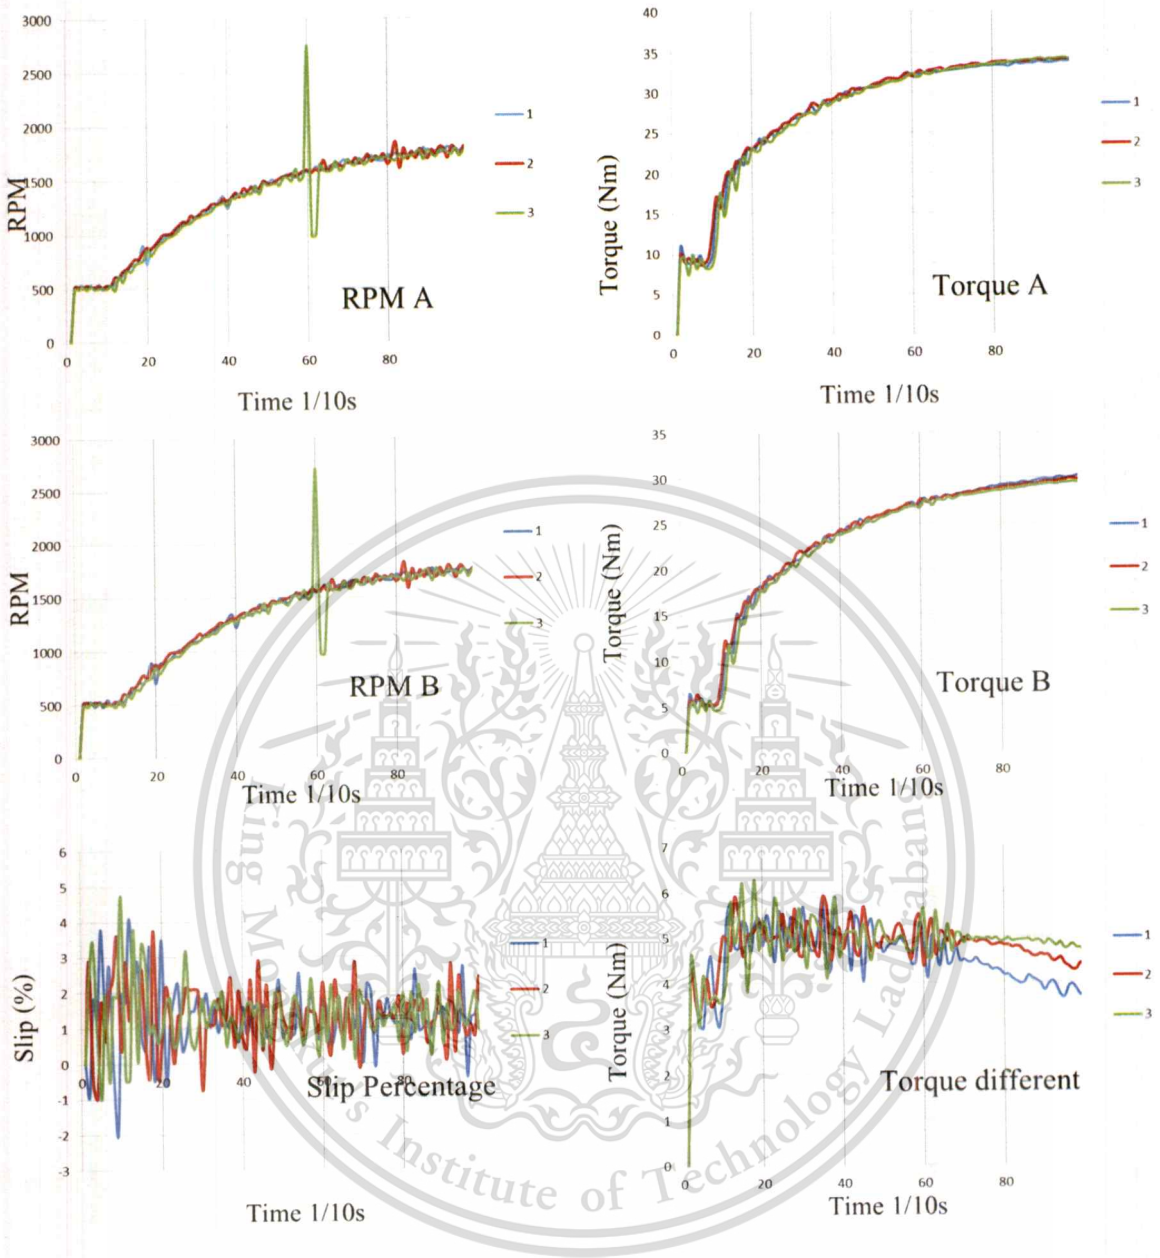 3000
2500
2000
1500
1000
500
0
RPM
0 20 40 60 80
Time 1/10s
RPM A
1
2
3
40
35
30
25
20
15
10
5
0
Torque (Nm)
0 20 40 60 80
Time 1/10s
Torque A
1
2
3
3000
2500
2000
1500
1000
500
0
RPM
0 20 40 60 80
Time 1/10s
RPM B
1
2
3
35
30
25
20
15
10
5
0
Torque (Nm)
0 20 40 60 80
Time 1/10s
Torque B
1
2
3
6
5
4
3
2
1
0
-1
-2
-3
Slip (%)
0 20 40 60 80
Slip Percentage
Time 1/10s
1
2
3
7
6
5
4
3
2
1
0
Torque (Nm)
0 20 40 60 80
Time 1/10s
Torque different
1
2
3
King Mongkut's Institute of Technology Ladkrabang